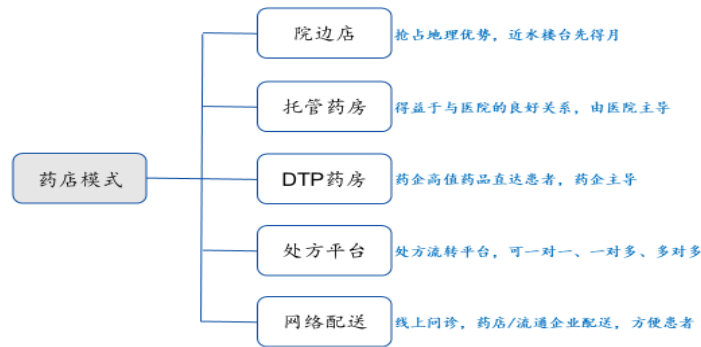 院边店
抢占地理优势，近水楼台先得月
托管药房
得益于与医院的良好关系，由医院主导
药店模式
DTP药房
药企高值药品直达患者，药企主导
处方平台
处方流转平台，可一对一、一对多、多对多
网络配送
线上问诊，药店/流通企业配送，方便患者